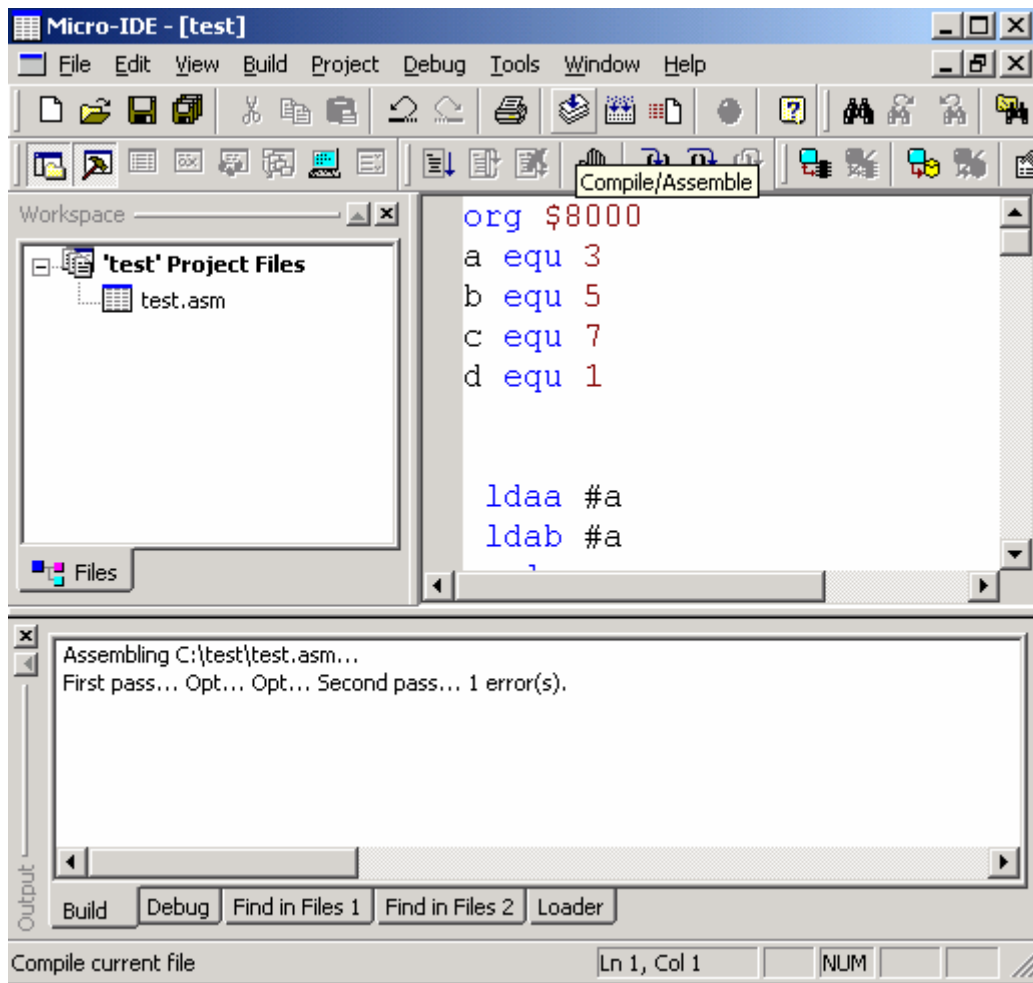 Micro-IDE - [test]
File Edit View Build Project Debug Tools Window Help
Compile/Assemble
Workspace
'test' Project Files
test.asm
Files
org $8000
a equ 3
b equ 5
c equ 7
d equ 1
ldaa #a
ldab #a
Assembling C:\test\test.asm...
First pass... Opt... Opt... Second pass... 1 error(s).
Output
Build Debug Find in Files 1 Find in Files 2 Loader
Compile current file Ln 1, Col 1 NUM